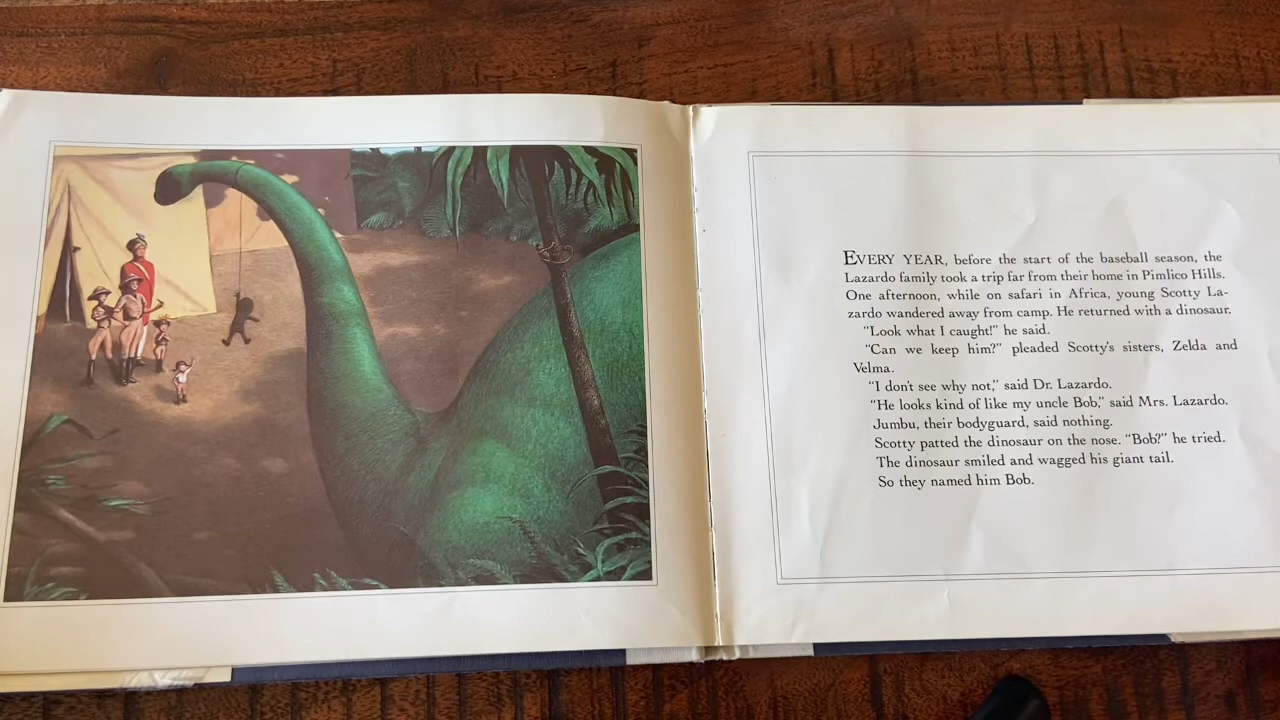 EVERY YEAR, before the start of the baseball season, the
Lazardo family took a trip far from their home in Pimlico Hills.
One afternoon, while on safari in Africa, young Scotty La-
zardo wandered away from camp. He returned with a dinosaur.
"Look what I caught!" he said.
"Can we keep him?" pleaded Scotty's sisters, Zelda and
Velma.
"I don't see why not," said Dr. Lazardo.
"He looks kind of like my uncle Bob," said Mrs. Lazardo.
Jumbu, their bodyguard, said nothing.
Scotty patted the dinosaur on the nose. "Bob?" he tried.
The dinosaur smiled and wagged his giant tail.
So they named him Bob.